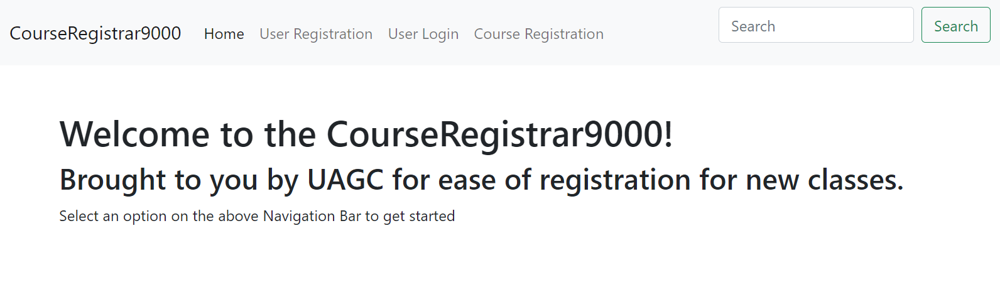 CourseRegistrar9000 Home User Registration User Login Course Registration Search Search
Welcome to the CourseRegistrar9000!
Brought to you by UAGC for ease of registration for new classes.
Select an option on the above Navigation Bar to get started